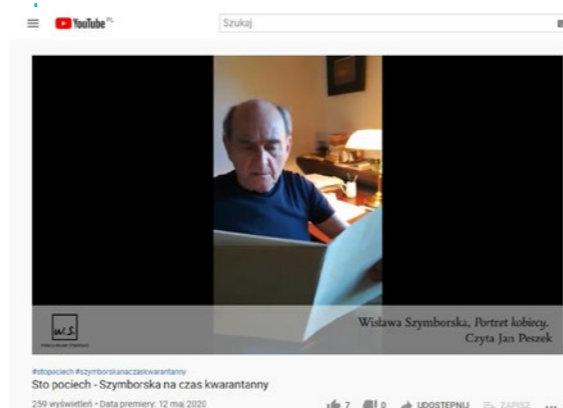 YouTube PL
Szukaj
w.s.
Wisława Szymborska, Portret kobiecy.
Czyta Jan Peszek
#stopociech #szymborskanaczaskwarantanny
Sto pociech - Szymborska na czas kwarantanny
259 wyświetleń • Data premiery: 12 maj 2020
7
0
UDOSTĘPNIJ
ZAPISZ